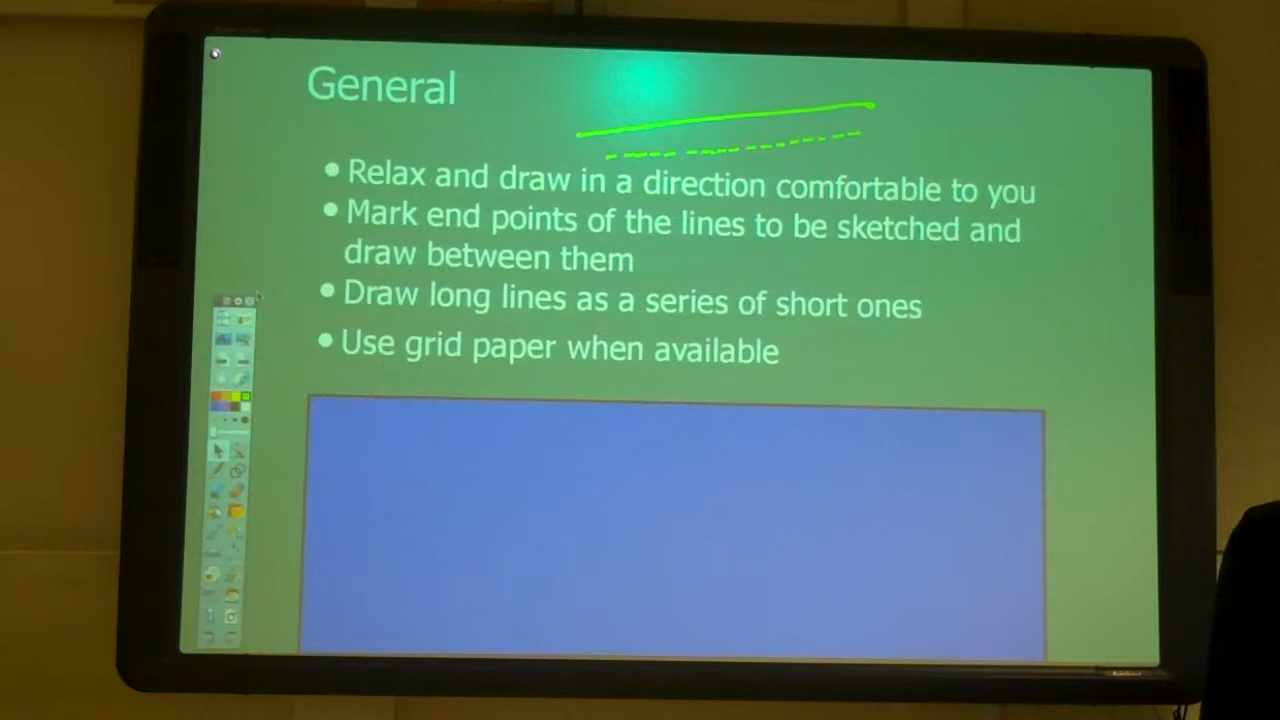 General
• Relax and draw in a direction comfortable to you
• Mark end points of the lines to be sketched and
draw between them
• Draw long lines as a series of short ones
• Use grid paper when available